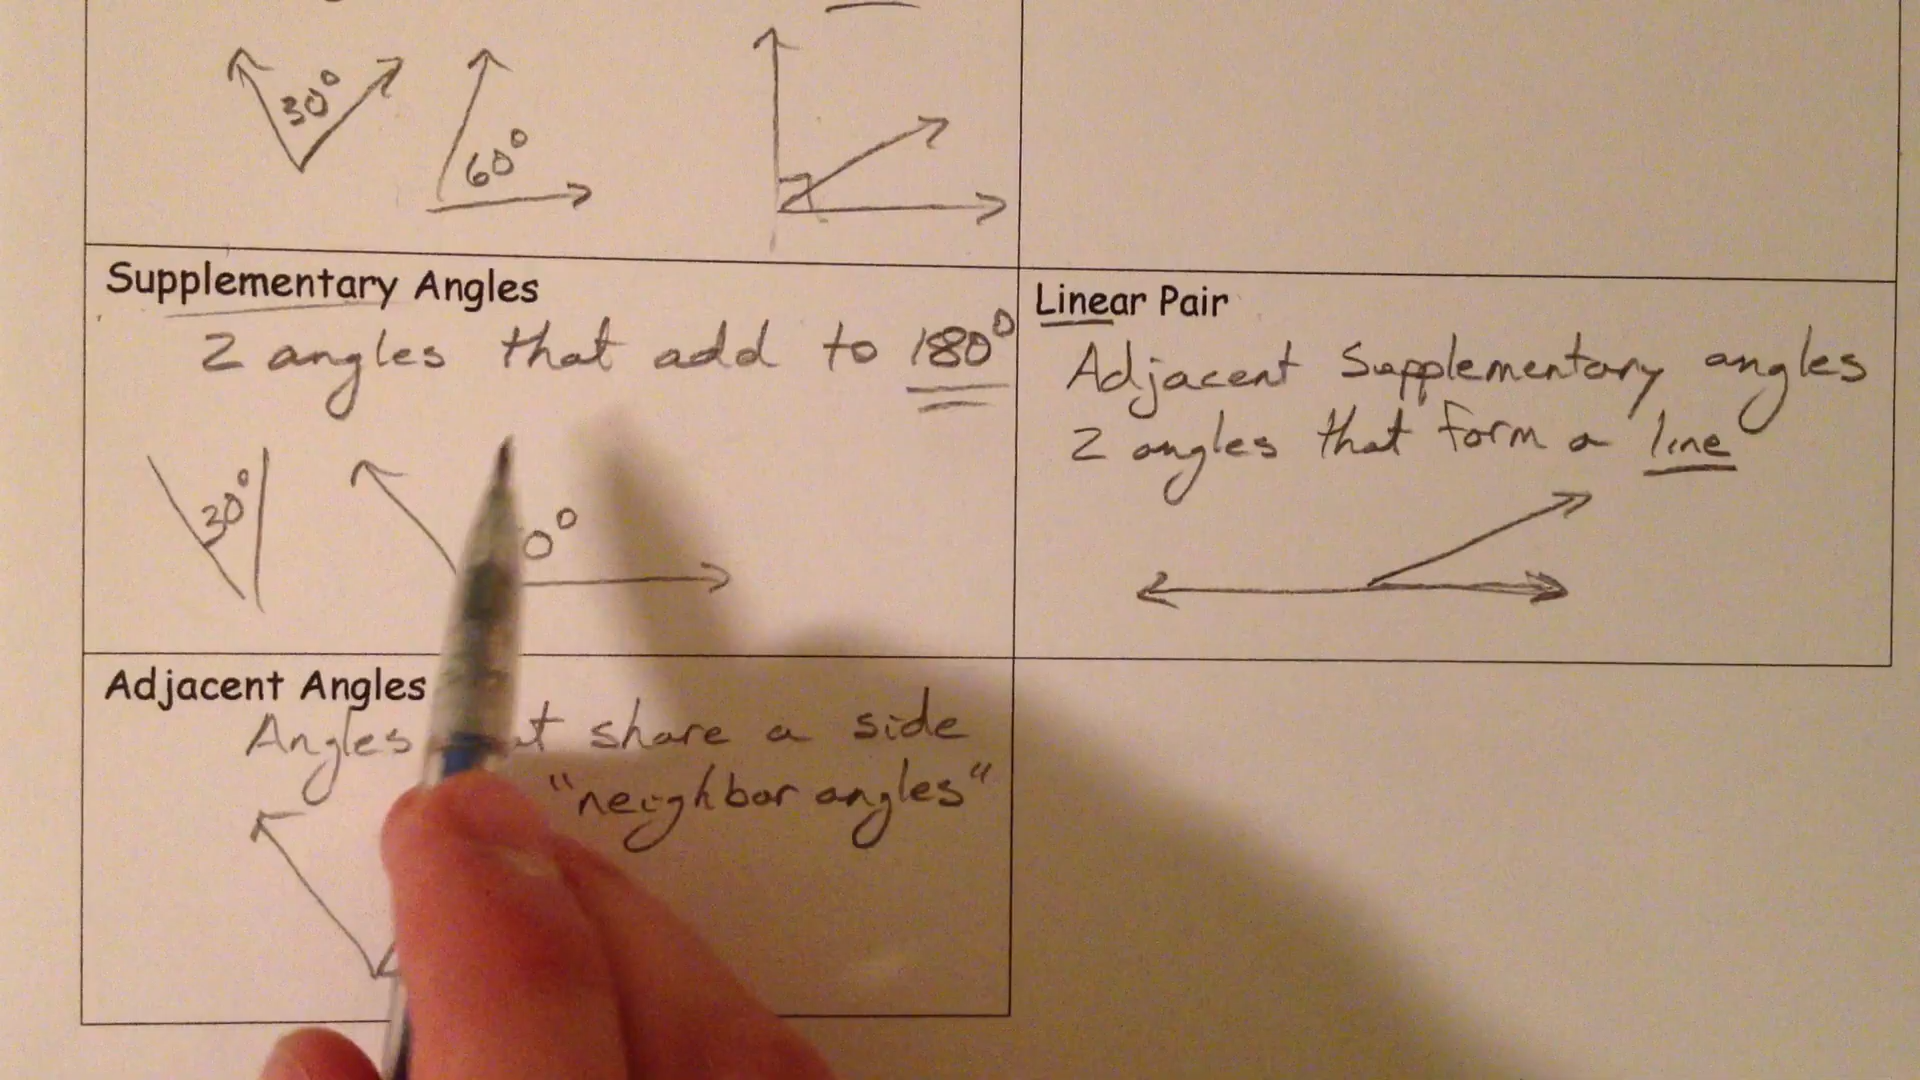 30°
60°
Supplementary Angles
2 angles that add to 180°
30°
0°
Linear Pair
Adjacent Supplementary angles
2 angles that form a line
Adjacent Angles
Angles t share a side
"neighbor angles"